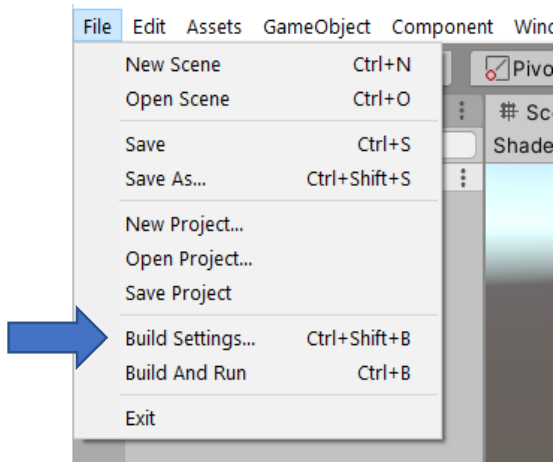 File Edit Assets GameObject Component
Pivo
Shade
New Scene Ctrl+N
Open Scene Ctrl+O
Save Ctrl+S
Save As... Ctrl+Shift+S
New Project...
Open Project...
Save Project
Build Settings... Ctrl+Shift+B
Build And Run Ctrl+B
Exit